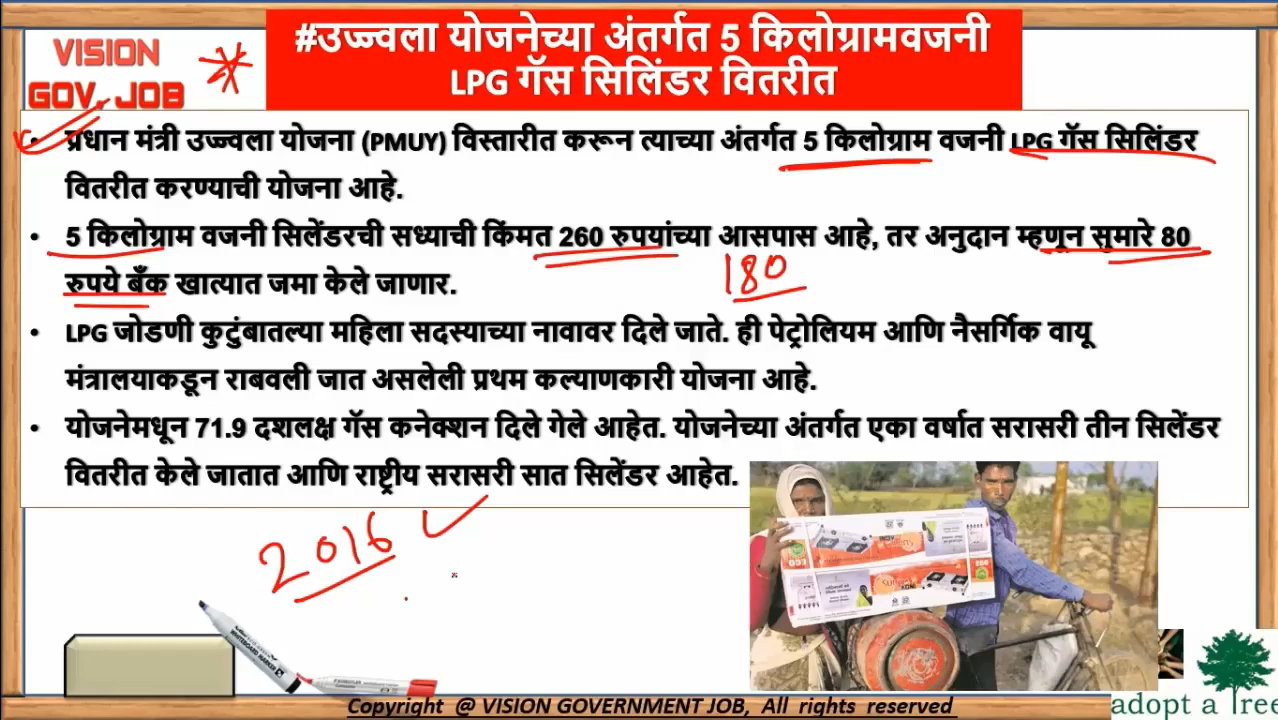 #उज्ज्वला योजनेच्या अंतर्गत 5 किलोग्रामवजनी
LPG गॅस सिलिंडर वितरीत
VISION
GOV. JOB
• प्रधान मंत्री उज्ज्वला योजना (PMUY) विस्तारीत करून त्याच्या अंतर्गत 5 किलोग्राम वजनी LPG गॅस सिलिंडर
वितरीत करण्याची योजना आहे.
• 5 किलोग्राम वजनी सिलेंडरची सध्याची किंमत 260 रुपयांच्या आसपास आहे, तर अनुदान म्हणून सुमारे 80
रुपये बँक खात्यात जमा केले जाणार.
180
• LPG जोडणी कुटुंबातल्या महिला सदस्याच्या नावावर दिले जाते. ही पेट्रोलियम आणि नैसर्गिक वायू
मंत्रालयाकडून राबवली जात असलेली प्रथम कल्याणकारी योजना आहे.
• योजनेमधून 71.9 दशलक्ष गॅस कनेक्शन दिले गेले आहेत. योजनेच्या अंतर्गत एका वर्षात सरासरी तीन सिलेंडर
वितरीत केले जातात आणि राष्ट्रीय सरासरी सात सिलेंडर आहेत.
2016
WHITEBOARD MARKER
Copyright @ VISION GOVERNMENT JOB, All rights reserved
adopt a Tree